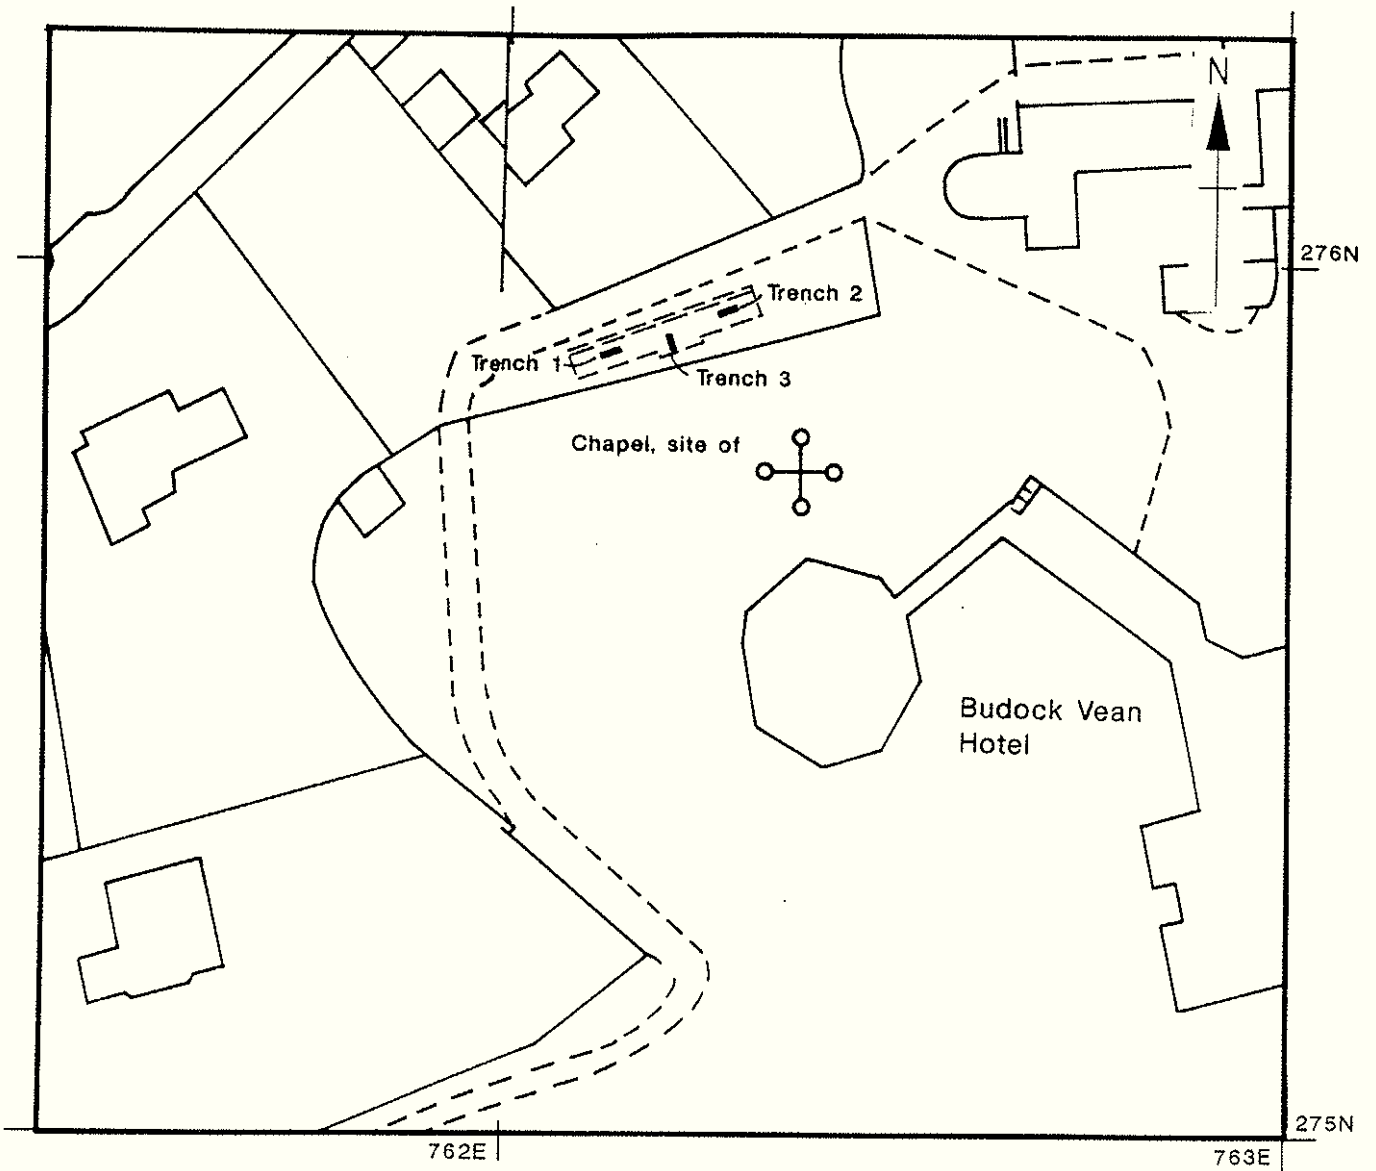 N
276N
Trench 2
Trench 1
Trench 3
Chapel, site of
Budock Vean
Hotel
275N
762E
763E